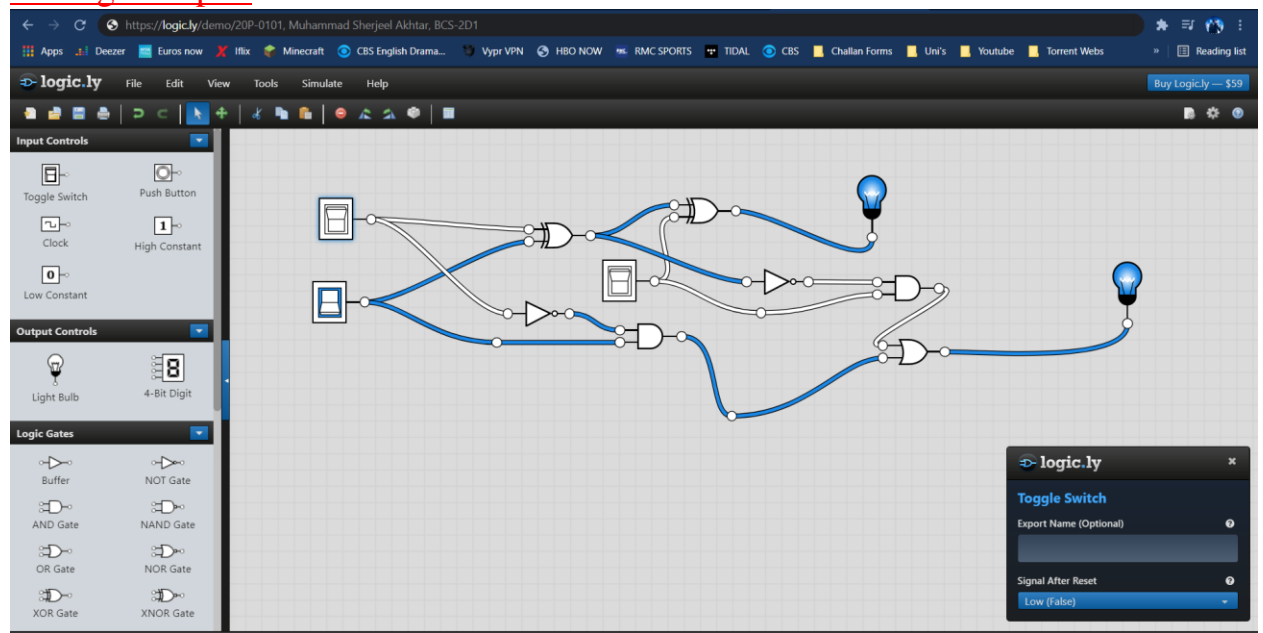 https://logic.ly/demo/20P-0101, Muhammad Sherjeel Akhtar, BCS-2D1
Apps Deezer Euros now Iflix Minecraft CBS English Drama... Vypr VPN HBO NOW RMC SPORTS TIDAL CBS Challan Forms Uni's Youtube Torrent Webs » Reading list
logic.ly File Edit View Tools Simulate Help Buy Logic.ly — $59
Input Controls
Toggle Switch Push Button
Clock High Constant
1
0
Low Constant
Output Controls
8
Light Bulb 4-Bit Digit
Logic Gates
Buffer NOT Gate
AND Gate NAND Gate
OR Gate NOR Gate
XOR Gate XNOR Gate
logic.ly ×
Toggle Switch
Export Name (Optional) ?
Signal After Reset ?
Low (False)